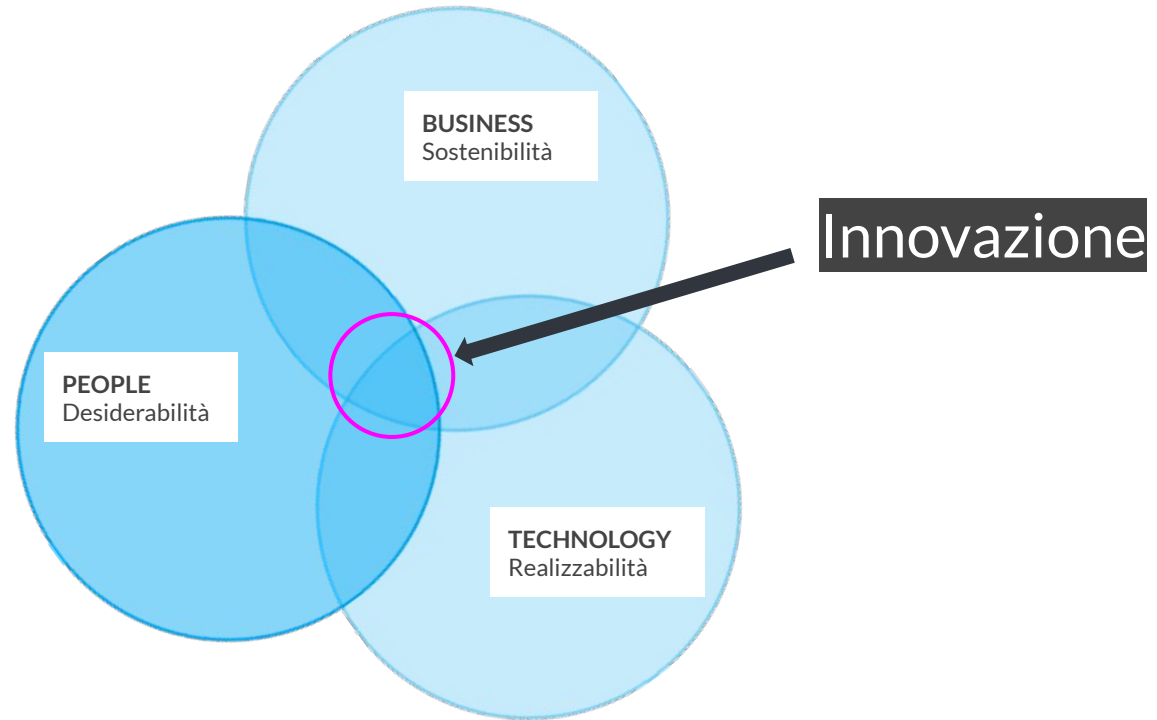 BUSINESS
Sostenibilità
Innovazione
PEOPLE
Desiderabilità
TECHNOLOGY
Realizzabilità